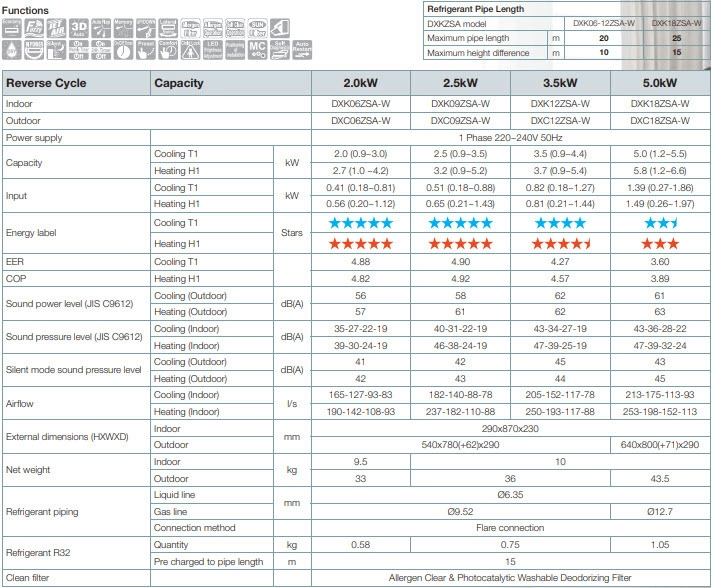 Functions
Refrigerant Pipe Length
DXKZSA model DXK06-12ZSA-W DXK18ZSA-W
Maximum pipe length m 20 25
Maximum height difference m 10 15
Reverse Cycle Capacity 2.0kW 2.5kW 3.5kW 5.0kW
Indoor DXK06ZSA-W DXK09ZSA-W DXK12ZSA-W DXK18ZSA-W
Outdoor DXC06ZSA-W DXC09ZSA-W DXC12ZSA-W DXC18ZSA-W
Power supply 1 Phase 220~240V 50Hz
Capacity Cooling T1 kW 2.0 (0.9~3.0) 2.5 (0.9~3.5) 3.5 (0.9~4.4) 5.0 (1.2~5.5)
Heating H1 2.7 (1.0 ~4.2) 3.2 (0.9~5.2) 3.7 (0.9~5.4) 5.8 (1.2~6.6)
Input Cooling T1 kW 0.41 (0.18~0.81) 0.51 (0.18~0.88) 0.82 (0.18~1.27) 1.39 (0.27~1.86)
Heating H1 0.56 (0.20~1.12) 0.65 (0.21~1.43) 0.81 (0.21~1.44) 1.49 (0.26~1.97)
Energy label Cooling T1 Stars
Heating H1
EER Cooling T1 4.88 4.90 4.27 3.60
COP Heating H1 4.82 4.92 4.57 3.89
Sound power level (JIS C9612) Cooling (Outdoor) dB(A) 56 58 62 61
Heating (Outdoor) 57 61 62 63
Sound pressure level (JIS C9612) Cooling (Indoor) dB(A) 35-27-22-19 40-31-22-19 43-34-27-19 43-36-28-22
Heating (Indoor) 39-30-24-19 46-38-24-19 47-39-25-19 47-39-32-24
Silent mode sound pressure level Cooling (Outdoor) dB(A) 41 42 45 43
Heating (Outdoor) 42 43 44 45
Airflow Cooling (Indoor) l/s 165-127-93-83 182-140-88-78 205-152-117-78 213-175-113-93
Heating (Indoor) 190-142-108-93 237-182-110-88 250-193-117-88 253-198-152-113
External dimensions (HXWXD) Indoor mm 290x870x230
Outdoor 540x780(+62)x290 640x800(+71)x290
Net weight Indoor kg 9.5 10
Outdoor 33 36 43.5
Refrigerant piping Liquid line mm Ø6.35
Gas line Ø9.52 Ø12.7
Connection method Flare connection
Refrigerant R32 Quantity kg 0.58 0.75 1.05
Pre charged to pipe length m 15
Clean filter Allergen Clear & Photocatalytic Washable Deodorizing Filter